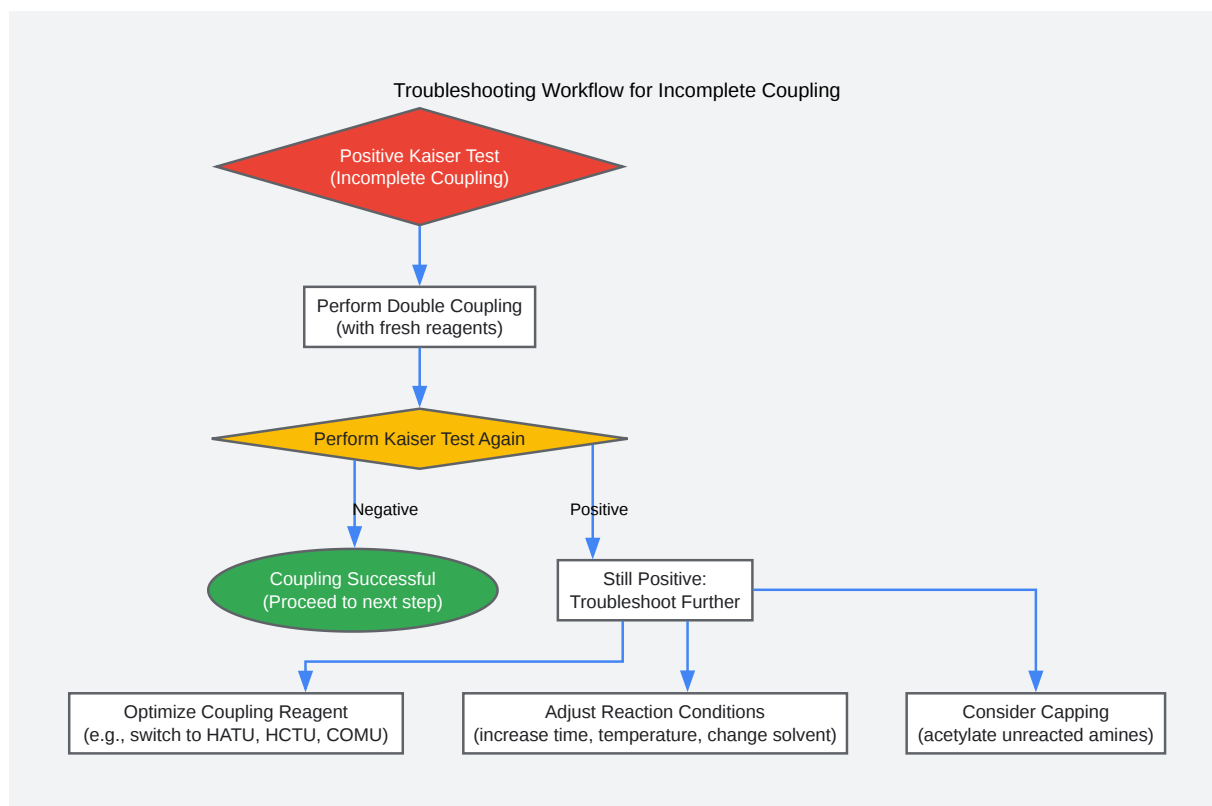 Troubleshooting Workflow for Incomplete Coupling
Positive Kaiser Test
(Incomplete Coupling)
Perform Double Coupling
(with fresh reagents)
Perform Kaiser Test Again
Negative
Positive
Coupling Successful
(Proceed to next step)
Still Positive:
Troubleshoot Further
Optimize Coupling Reagent
(e.g., switch to HATU, HCTU, COMU)
Adjust Reaction Conditions
(increase time, temperature, change solvent)
Consider Capping
(acetylate unreacted amines)